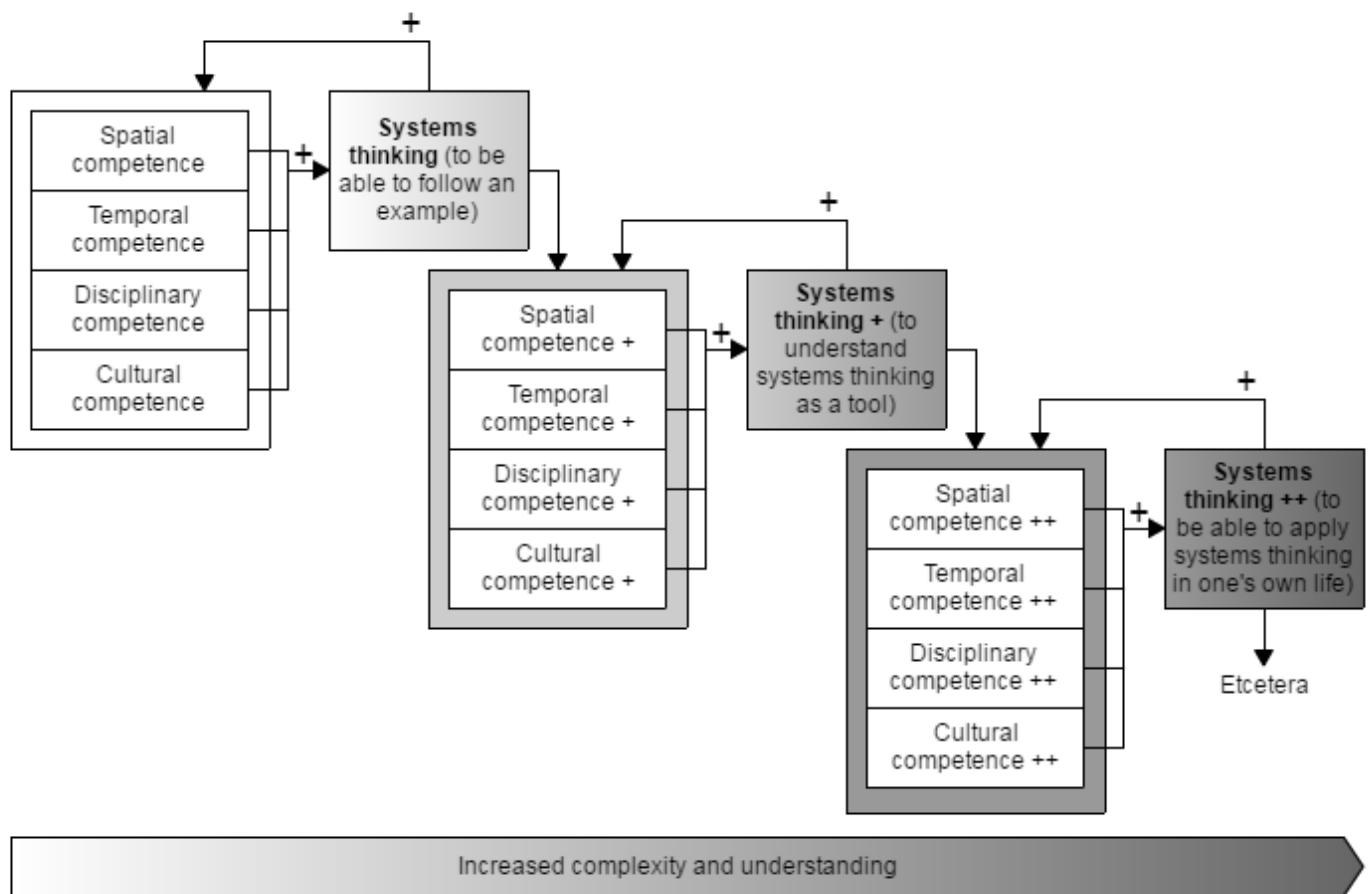 +
Spatial
competence
Temporal
competence
Disciplinary
competence
Cultural
competence
+
Systems
thinking (to be
able to follow an
example)
+
Spatial
competence +
Temporal
competence +
Disciplinary
competence +
Cultural
competence +
+
Systems
thinking + (to
understand
systems thinking
as a tool)
+
Spatial
competence ++
Temporal
competence ++
Disciplinary
competence ++
Cultural
competence ++
+
Systems
thinking ++ (to
be able to apply
systems thinking
in one's own life)
Etcetera
Increased complexity and understanding